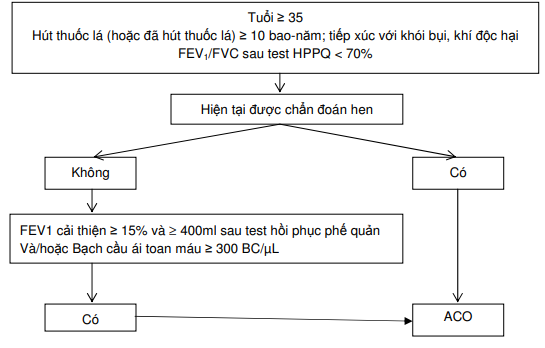 Tuổi ≥ 35
Hút thuốc lá (hoặc đã hút thuốc lá) ≥ 10 bao-năm; tiếp xúc với khói bụi, khí độc hại
FEV₁/FVC sau test HPPQ < 70%
Hiện tại được chẩn đoán hen
Không
Có
FEV1 cải thiện ≥ 15% và ≥ 400ml sau test hồi phục phế quản
Và/hoặc Bạch cầu ái toan máu ≥ 300 BC/µL
Có
ACO